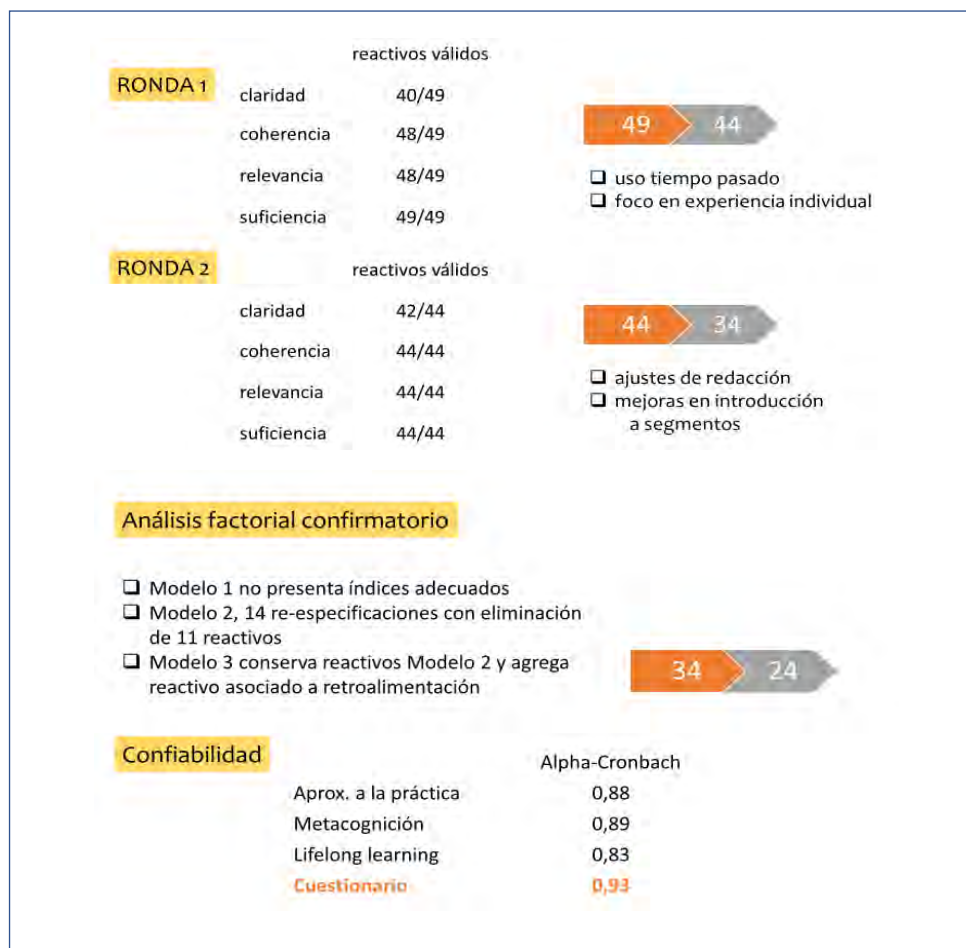 reactivos válidos
RONDA 1
claridad 40/49
coherencia 48/49
relevancia 48/49
suficiencia 49/49
49 44
❑ uso tiempo pasado
❑ foco en experiencia individual
RONDA 2
reactivos válidos
claridad 42/44
coherencia 44/44
relevancia 44/44
suficiencia 44/44
44 34
❑ ajustes de redacción
❑ mejoras en introducción
a segmentos
Análisis factorial confirmatorio
❑ Modelo 1 no presenta índices adecuados
❑ Modelo 2, 14 re-especificaciones con eliminación
de 11 reactivos
❑ Modelo 3 conserva reactivos Modelo 2 y agrega
reactivo asociado a retroalimentación
34 24
Confiabilidad
Alpha-Cronbach
Aprox. a la práctica 0,88
Metacognición 0,89
Lifelong learning 0,83
Cuestionario 0,93